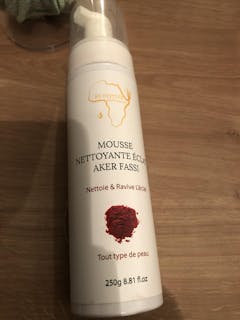 MOUSSE
NETTOYANTE ÉCLAT
AKER FASSI
Nettoie & Ravive L'éclat
Tout type de peau
250g 8.81 fl.oz